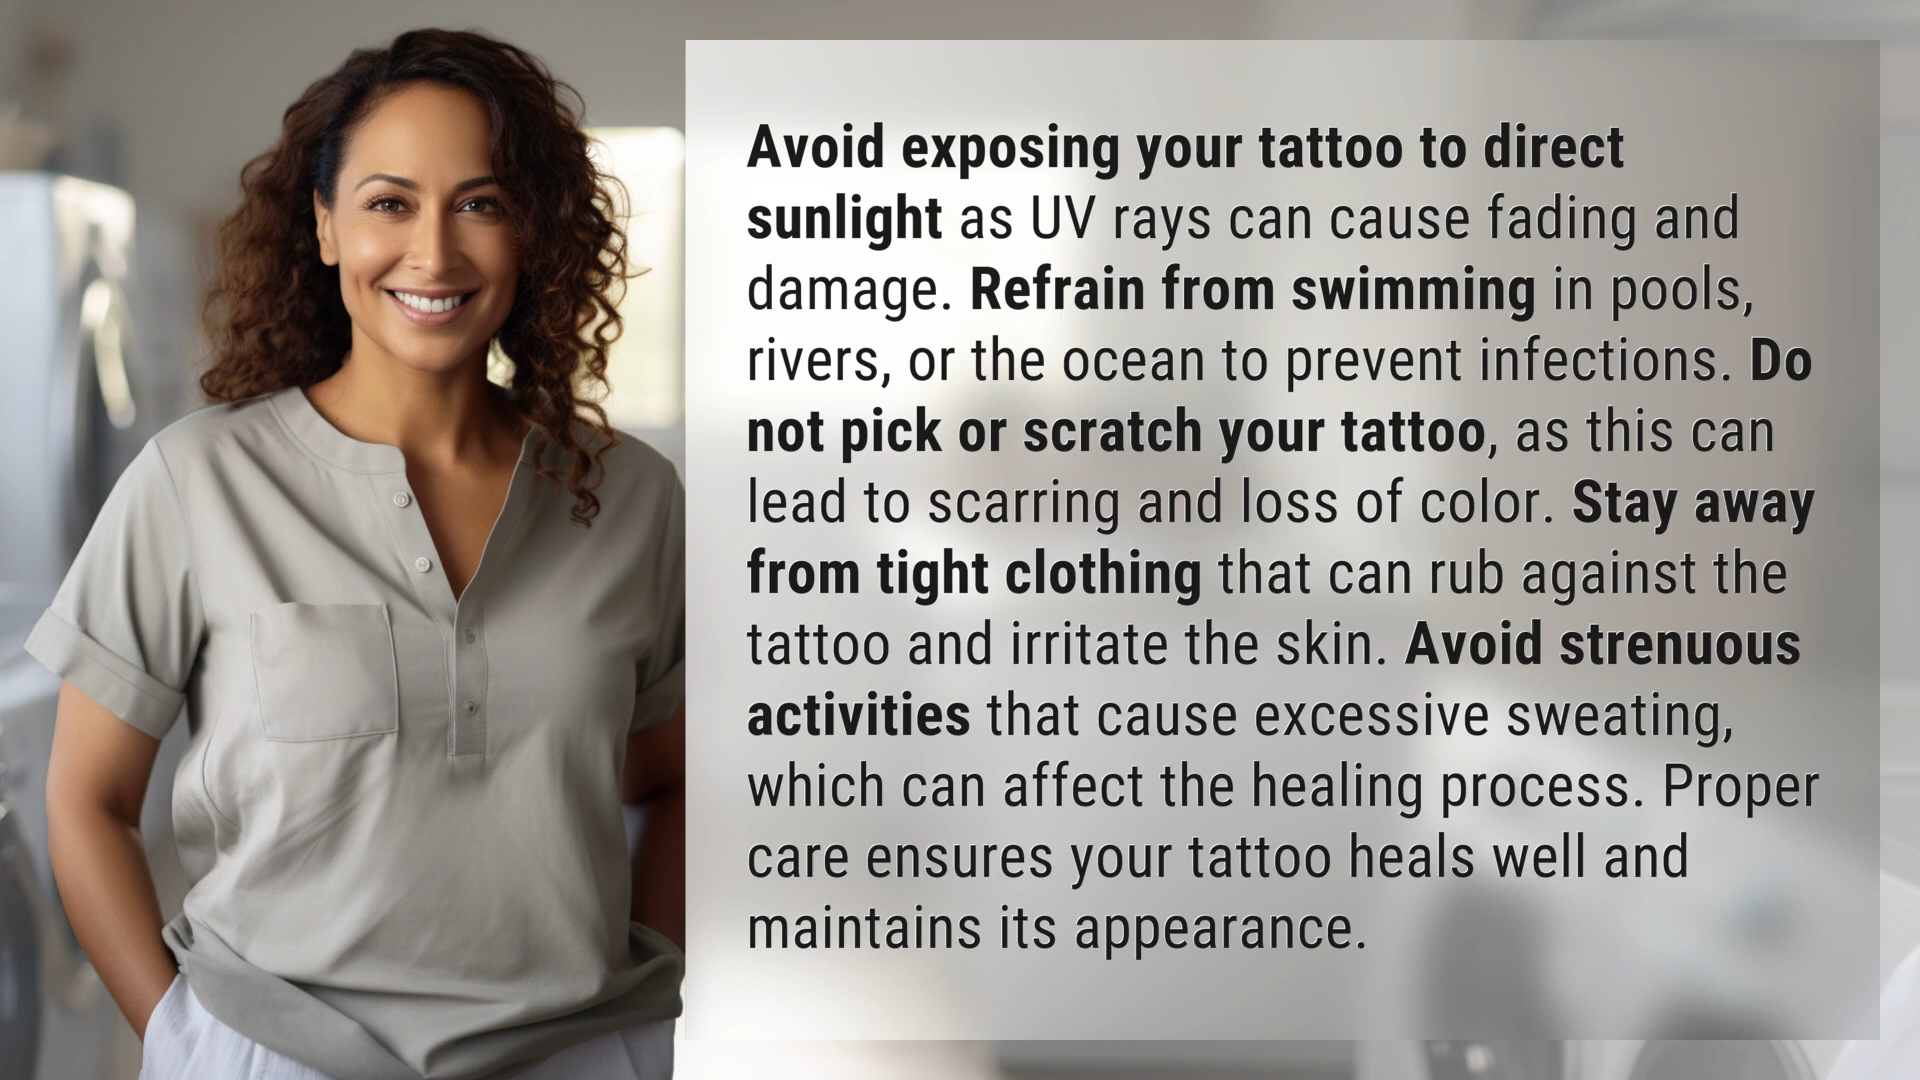 Avoid exposing your tattoo to direct
sunlight as UV rays can cause fading and
damage. Refrain from swimming in pools,
rivers, or the ocean to prevent infections. Do
not pick or scratch your tattoo, as this can
lead to scarring and loss of color. Stay away
from tight clothing that can rub against the
tattoo and irritate the skin. Avoid strenuous
activities that cause excessive sweating,
which can affect the healing process. Proper
care ensures your tattoo heals well and
maintains its appearance.